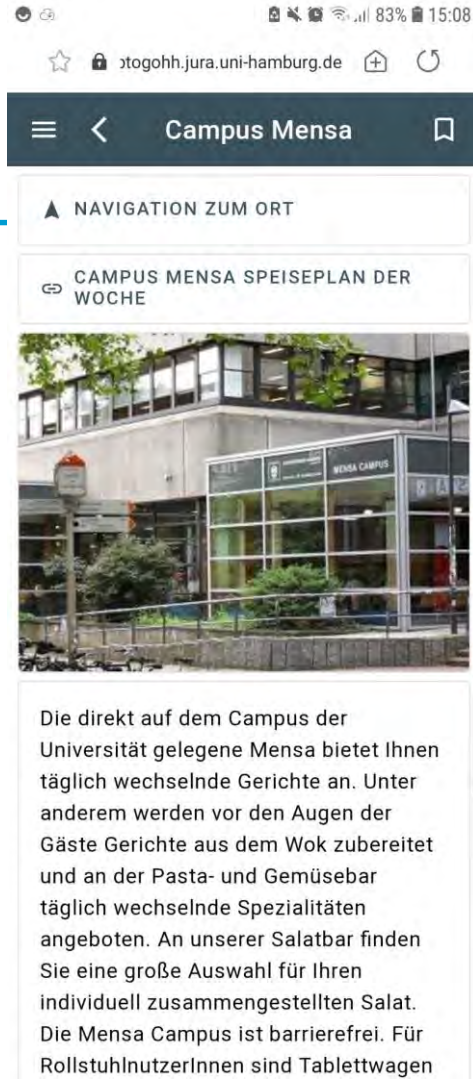 83% 15:08
otogohh.jura.uni-hamburg.de
Campus Mensa
NAVIGATION ZUM ORT
CAMPUS MENSA SPEISEPLAN DER
WOCHE
MENSA CAMPUS
Die direkt auf dem Campus der
Universität gelegene Mensa bietet Ihnen
täglich wechselnde Gerichte an. Unter
anderem werden vor den Augen der
Gäste Gerichte aus dem Wok zubereitet
und an der Pasta- und Gemüsebar
täglich wechselnde Spezialitäten
angeboten. An unserer Salatbar finden
Sie eine große Auswahl für Ihren
individuell zusammengestellten Salat.
Die Mensa Campus ist barrierefrei. Für
RollstuhlnutzerInnen sind Tablettwagen